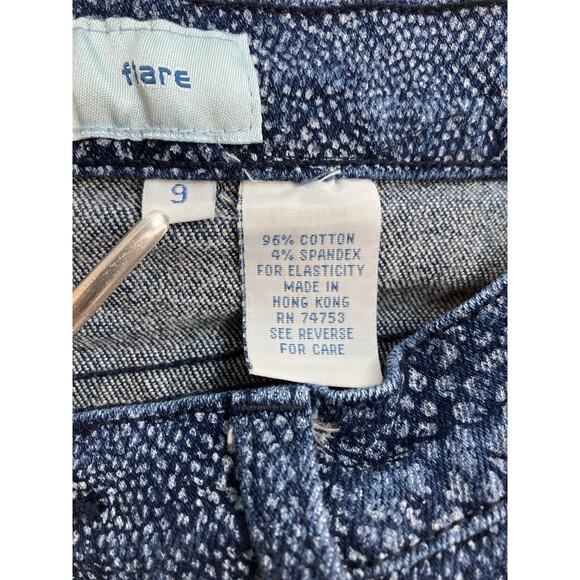 flare
9
96% COTTON
4% SPANDEX
FOR ELASTICITY
MADE IN
HONG KONG
RN 74753
SEE REVERSE
FOR CARE